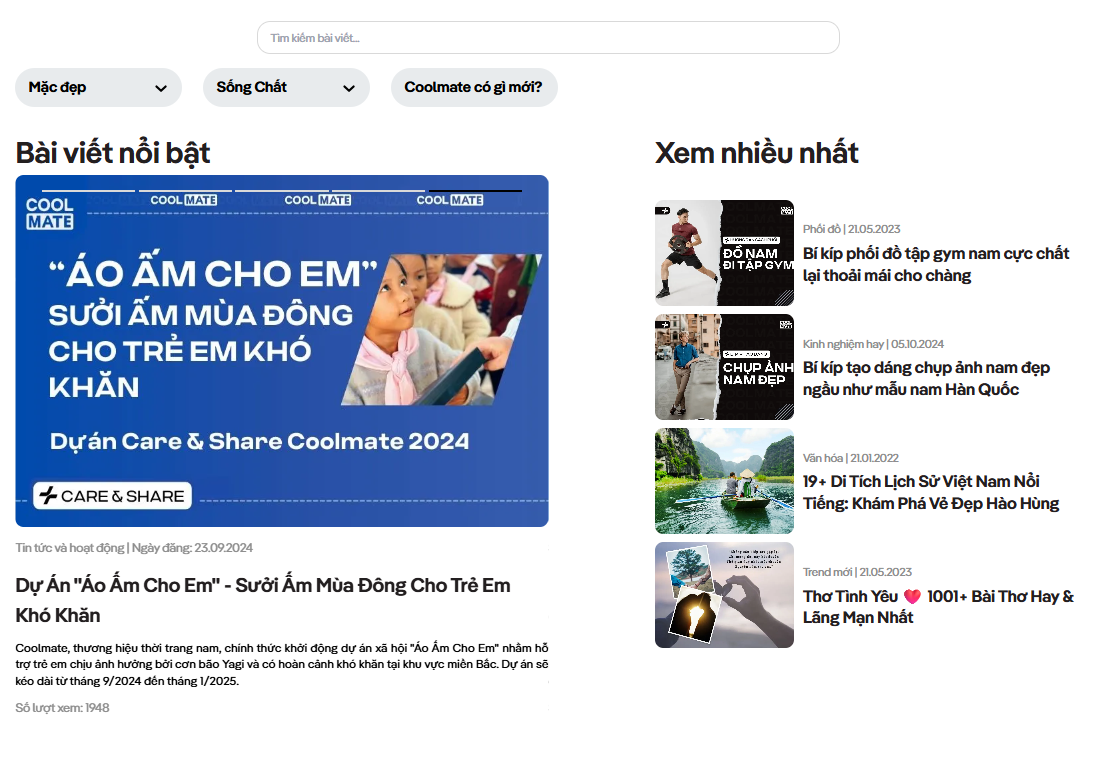 Tìm kiếm bài viết...
Mặc đẹp
Sống Chất
Coolmate có gì mới?
Bài viết nổi bật
COOL
MATE
COOLMATE
COOLMATE
COOLMATE
“ÁO ẤM CHO EM”
SƯỞI ẤM MÙA ĐÔNG
CHO TRẺ EM KHÓ
KHĂN
Dự án Care & Share Coolmate 2024
CARE & SHARE
Tin tức và hoạt động | Ngày đăng: 23.09.2024
Dự Án "Áo Ấm Cho Em" - Sưởi Ấm Mùa Đông Cho Trẻ Em
Khó Khăn
Coolmate, thương hiệu thời trang nam, chính thức khởi động dự án xã hội "Áo Ấm Cho Em" nhằm hỗ
trợ trẻ em chịu ảnh hưởng bởi cơn bão Yagi và có hoàn cảnh khó khăn tại khu vực miền Bắc. Dự án sẽ
kéo dài từ tháng 9/2024 đến tháng 1/2025.
Số lượt xem: 1948
Xem nhiều nhất
ĐỒ NAM
ĐI TẬP GYM
Phối đồ | 21.05.2023
Bí kíp phối đồ tập gym nam cực chất
lại thoải mái cho chàng
CHỤP ẢNH
NAM ĐẸP
Kinh nghiệm hay | 05.10.2024
Bí kíp tạo dáng chụp ảnh nam đẹp
ngầu như mẫu nam Hàn Quốc
Văn hóa | 21.01.2022
19+ Di Tích Lịch Sử Việt Nam Nổi
Tiếng: Khám Phá Vẻ Đẹp Hào Hùng
Trend mới | 21.05.2023
Thơ Tình Yêu 💖 1001+ Bài Thơ Hay &
Lãng Mạn Nhất